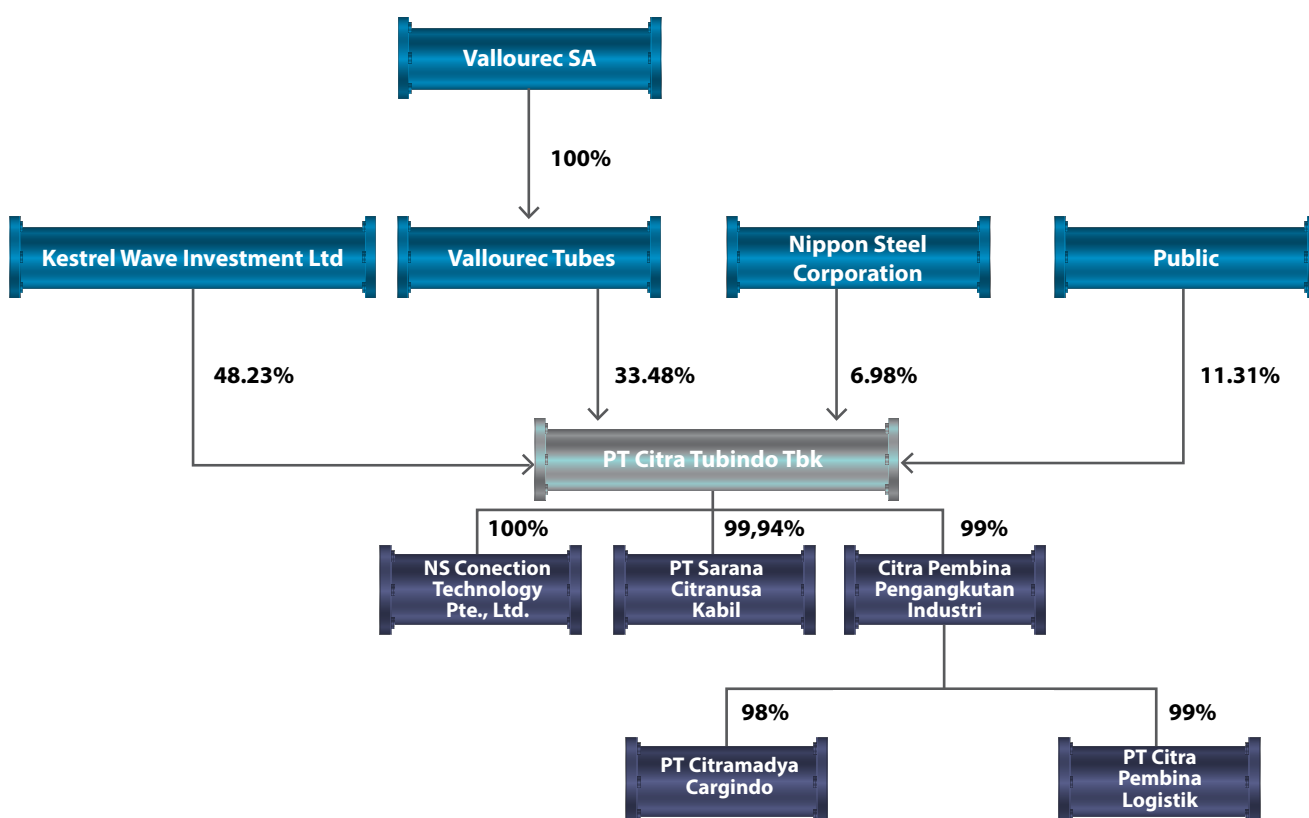 Vallourec SA
100%
Kestrel Wave Investment Ltd
Vallourec Tubes
Nippon Steel
Corporation
Public
48.23%
33.48%
6.98%
11.31%
PT Citra Tubindo Tbk
100%
99,94%
99%
NS Conection
Technology
Pte., Ltd.
PT Sarana
Citranusa
Kabil
Citra Pembina
Pengangkutan
Industri
98%
99%
PT Citramadya
Cargindo
PT Citra
Pembina
Logistik